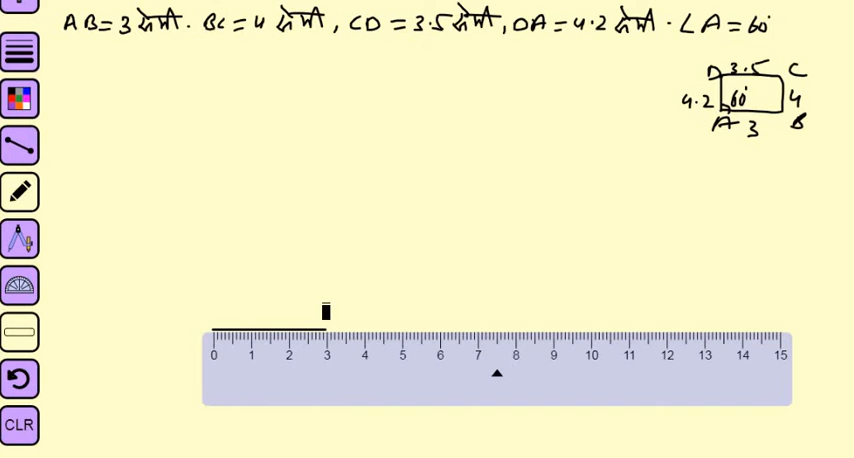 AB=3 সেমি. BC=4 সেমি, CD=3.5 সেমি, DA=4.2 সেমি. ∠A=60°
D 3.5 C
4.2 60° 4
A 3 B
0 1 2 3 4 5 6 7 8 9 10 11 12 13 14 15
CLR